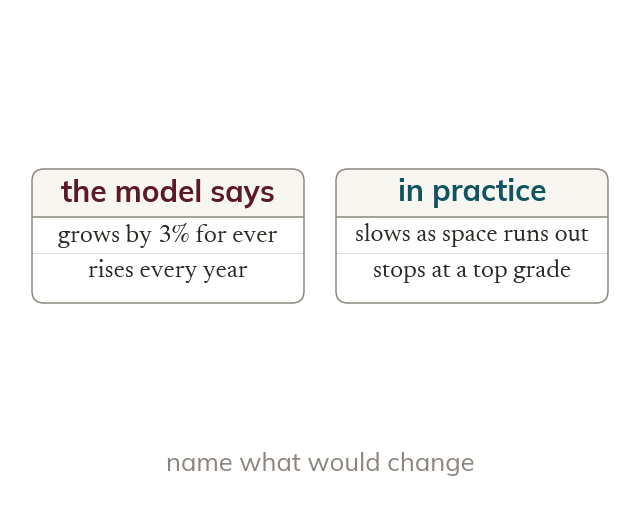 the model says
grows by 3% for ever
rises every year
in practice
slows as space runs out
stops at a top grade
name what would change